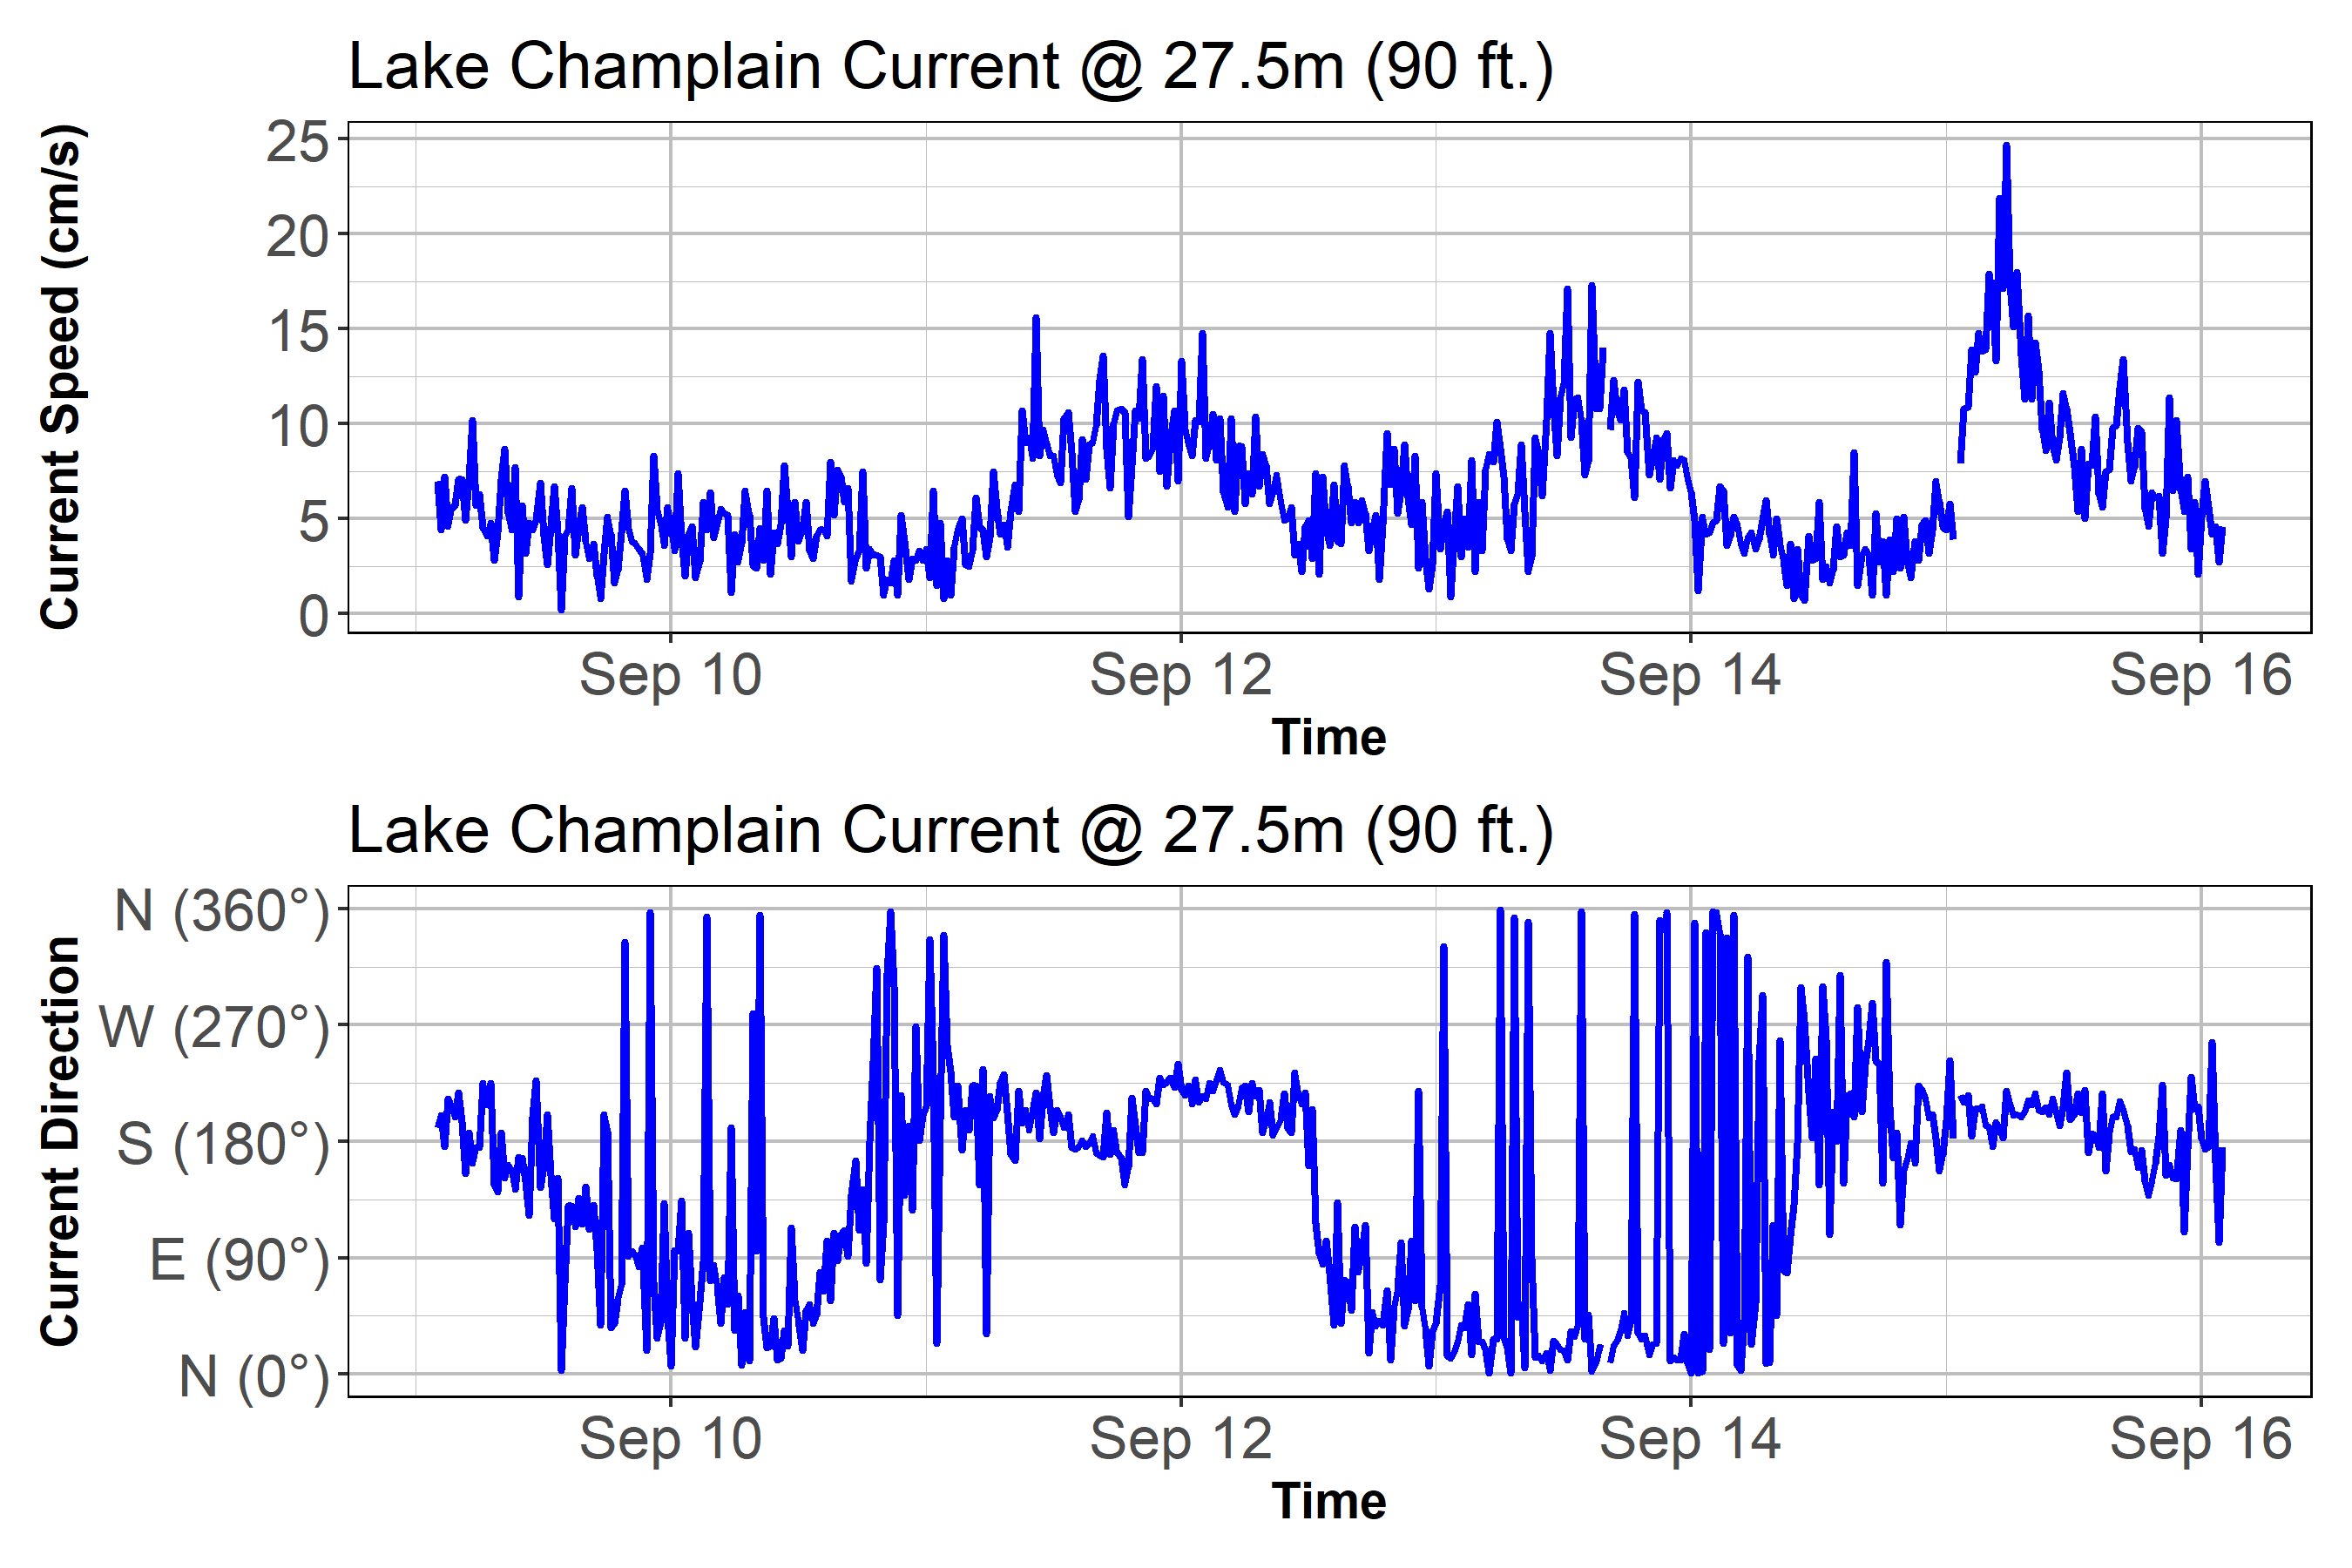 Lake Champlain Current @ 27.5m (90 ft.)
Current Speed (cm/s)
25
20
15
10
5
0
Sep 10
Sep 12
Sep 14
Sep 16
Time
Lake Champlain Current @ 27.5m (90 ft.)
Current Direction
N (360°)
W (270°)
S (180°)
E (90°)
N (0°)
Sep 10
Sep 12
Sep 14
Sep 16
Time